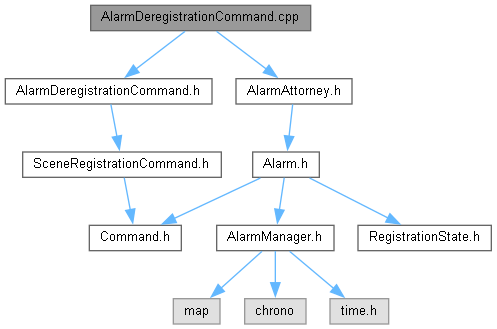 AlarmDeregistrationCommand.cpp
AlarmDeregistrationCommand.h
AlarmAttorney.h
SceneRegistrationCommand.h
Alarm.h
Command.h
AlarmManager.h
RegistrationState.h
map
chrono
time.h